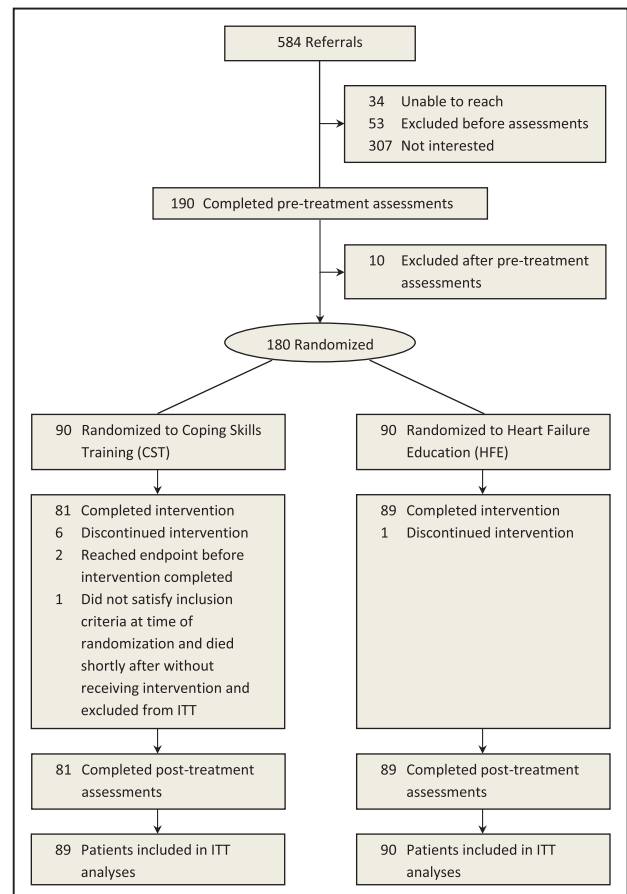 584 Referrals
34 Unable to reach
53 Excluded before assessments
307 Not interested
190 Completed pre-treatment assessments
10 Excluded after pre-treatment
assessments
180 Randomized
90 Randomized to Coping Skills
Training (CST)
90 Randomized to Heart Failure
Education (HFE)
81 Completed intervention
6 Discontinued intervention
2 Reached endpoint before
intervention completed
1 Did not satisfy inclusion
criteria at time of
randomization and died
shortly after without
receiving intervention and
excluded from ITT
89 Completed intervention
1 Discontinued intervention
81 Completed post-treatment
assessments
89 Completed post-treatment
assessments
89 Patients included in ITT
analyses
90 Patients included in ITT
analyses